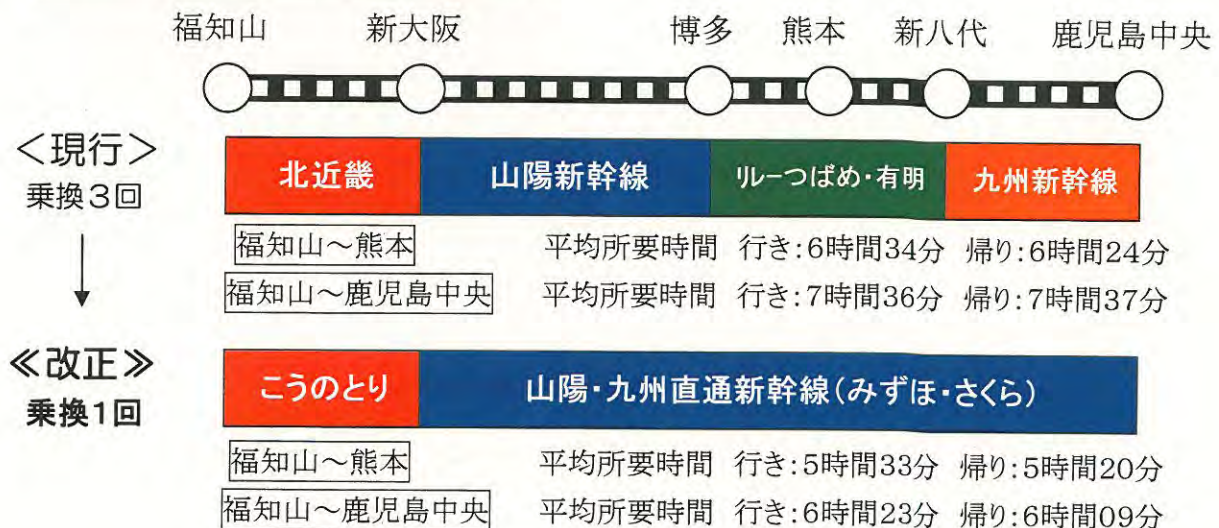 福知山 新大阪 博多 熊本 新八代 鹿児島中央
＜現行＞
乗換3回
北近畿 山陽新幹線 リレーつばめ・有明 九州新幹線
福知山～熊本 平均所要時間 行き:6時間34分 帰り:6時間24分
福知山～鹿児島中央 平均所要時間 行き:7時間36分 帰り:7時間37分
≪改正≫
乗換1回
こうのとり 山陽・九州直通新幹線(みずほ・さくら)
福知山～熊本 平均所要時間 行き:5時間33分 帰り:5時間20分
福知山～鹿児島中央 平均所要時間 行き:6時間23分 帰り:6時間09分